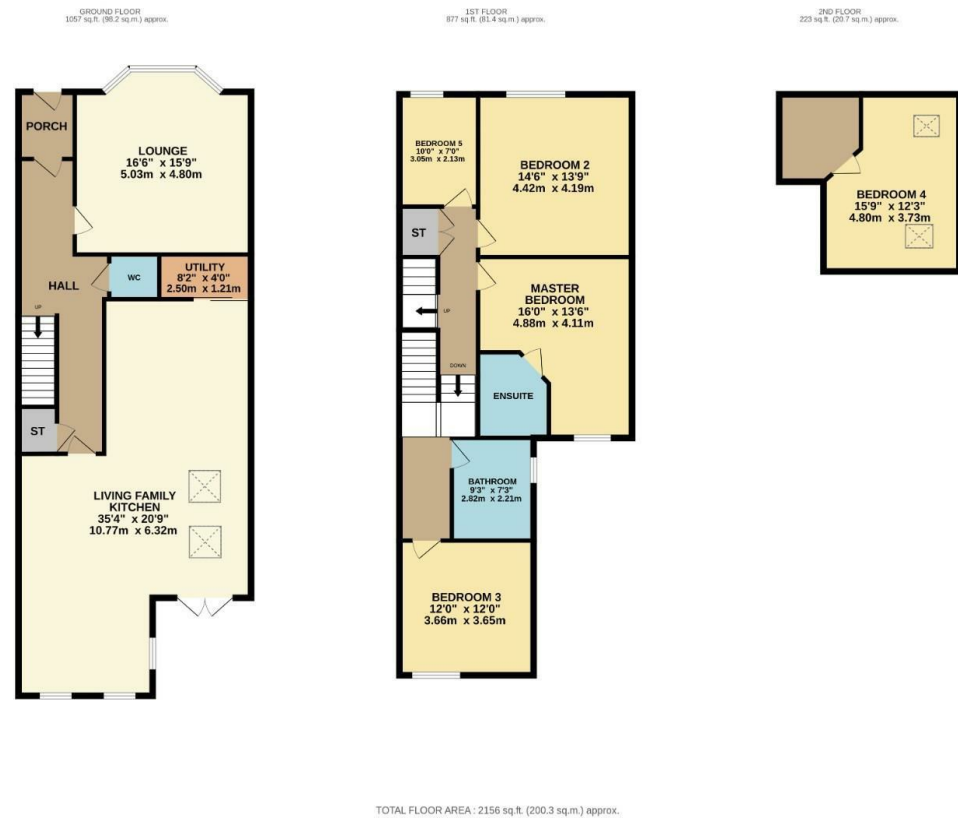 GROUND FLOOR
1057 sq.ft. (98.2 sq.m.) approx.
PORCH
LOUNGE
16'6" x 15'9"
5.03m x 4.80m
HALL
WC
UTILITY
8'2" x 4'0"
2.50m x 1.21m
UP
ST
LIVING FAMILY
KITCHEN
35'4" x 20'9"
10.77m x 6.32m
1ST FLOOR
877 sq.ft. (81.4 sq.m.) approx.
BEDROOM 5
10'0" x 7'0"
3.05m x 2.13m
BEDROOM 2
14'6" x 13'9"
4.42m x 4.19m
ST
MASTER
BEDROOM
16'0" x 13'6"
4.88m x 4.11m
UP
DOWN
ENSUITE
BATHROOM
9'3" x 7'3"
2.82m x 2.21m
BEDROOM 3
12'0" x 12'0"
3.66m x 3.65m
2ND FLOOR
223 sq.ft. (20.7 sq.m.) approx.
BEDROOM 4
15'9" x 12'3"
4.80m x 3.73m
TOTAL FLOOR AREA : 2156 sq.ft. (200.3 sq.m.) approx.